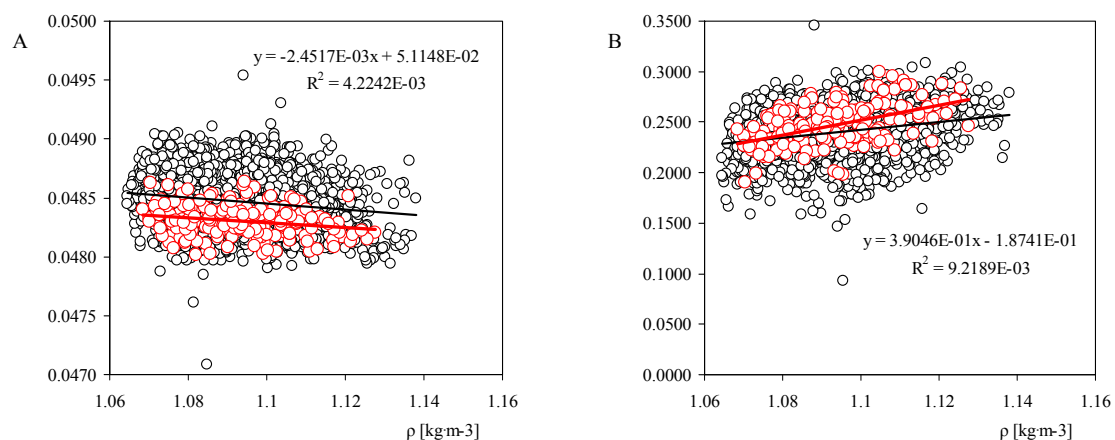 A
0.0500
0.0495
0.0490
0.0485
0.0480
0.0475
0.0470
y = -2.4517E-03x + 5.1148E-02
R² = 4.2242E-03
1.06 1.08 1.1 1.12 1.14 1.16
ρ [kg·m-3]
B
0.3500
0.3000
0.2500
0.2000
0.1500
0.1000
0.0500
0.0000
y = 3.9046E-01x - 1.8741E-01
R² = 9.2189E-03
1.06 1.08 1.1 1.12 1.14 1.16
ρ [kg·m-3]